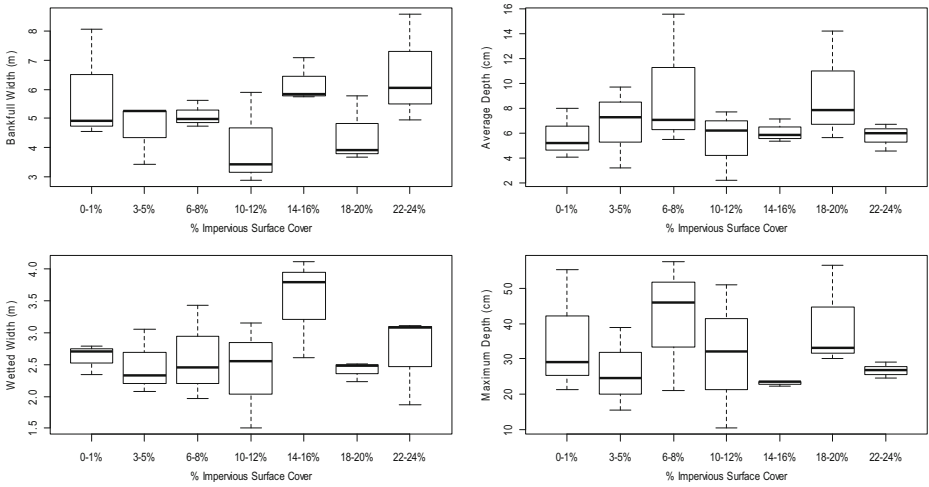 Bankfull Width (m)
8
7
6
5
4
3
0-1% 3-5% 6-8% 10-12% 14-16% 18-20% 22-24%
% Impervious Surface Cover
Average Depth (cm)
16
14
12
10
8
6
4
2
0-1% 3-5% 6-8% 10-12% 14-16% 18-20% 22-24%
% Impervious Surface Cover
Wetted Width (m)
4.0
3.5
3.0
2.5
2.0
1.5
0-1% 3-5% 6-8% 10-12% 14-16% 18-20% 22-24%
% Impervious Surface Cover
Maximum Depth (cm)
50
40
30
20
10
0-1% 3-5% 6-8% 10-12% 14-16% 18-20% 22-24%
% Impervious Surface Cover